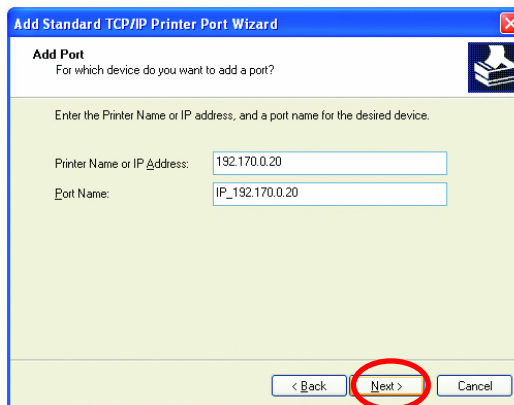 Add Standard TCP/IP Printer Port Wizard
Add Port
For which device do you want to add a port?
Enter the Printer Name or IP address, and a port name for the desired device.
Printer Name or IP Address: 192.170.0.20
Port Name: IP_192.170.0.20
< Back Next > Cancel